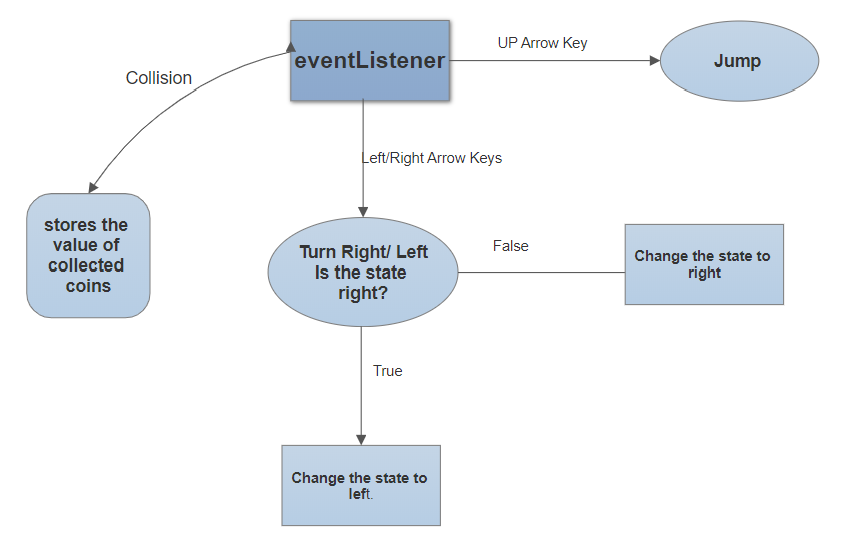 eventListener
UP Arrow Key
Jump
Collision
Left/Right Arrow Keys
stores the
value of
collected
coins
Turn Right/ Left
Is the state
right?
False
Change the state to
right
True
Change the state to
left.